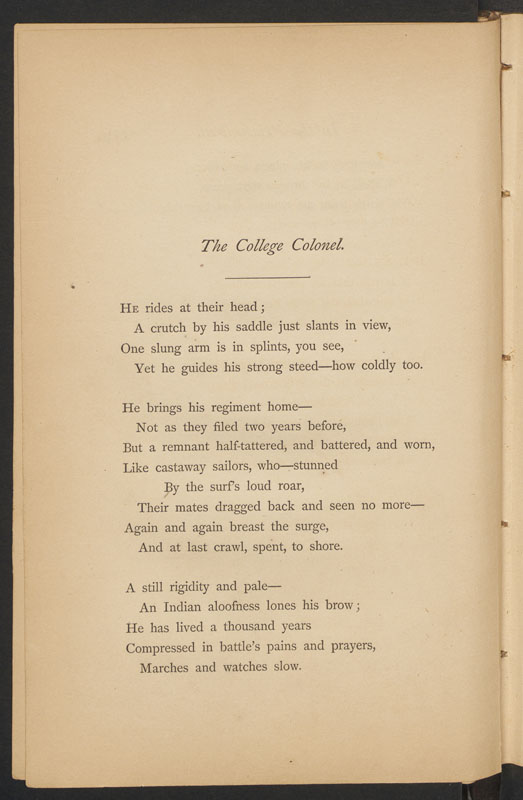 The College Colonel.
HE rides at their head;
A crutch by his saddle just slants in view,
One slung arm is in splints, you see,
Yet he guides his strong steed—how coldly too.
He brings his regiment home—
Not as they filed two years before,
But a remnant half-tattered, and battered, and worn,
Like castaway sailors, who—stunned
By the surf's loud roar,
Their mates dragged back and seen no more—
Again and again breast the surge,
And at last crawl, spent, to shore.
A still rigidity and pale—
An Indian aloofness lones his brow;
He has lived a thousand years
Compressed in battle's pains and prayers,
Marches and watches slow.